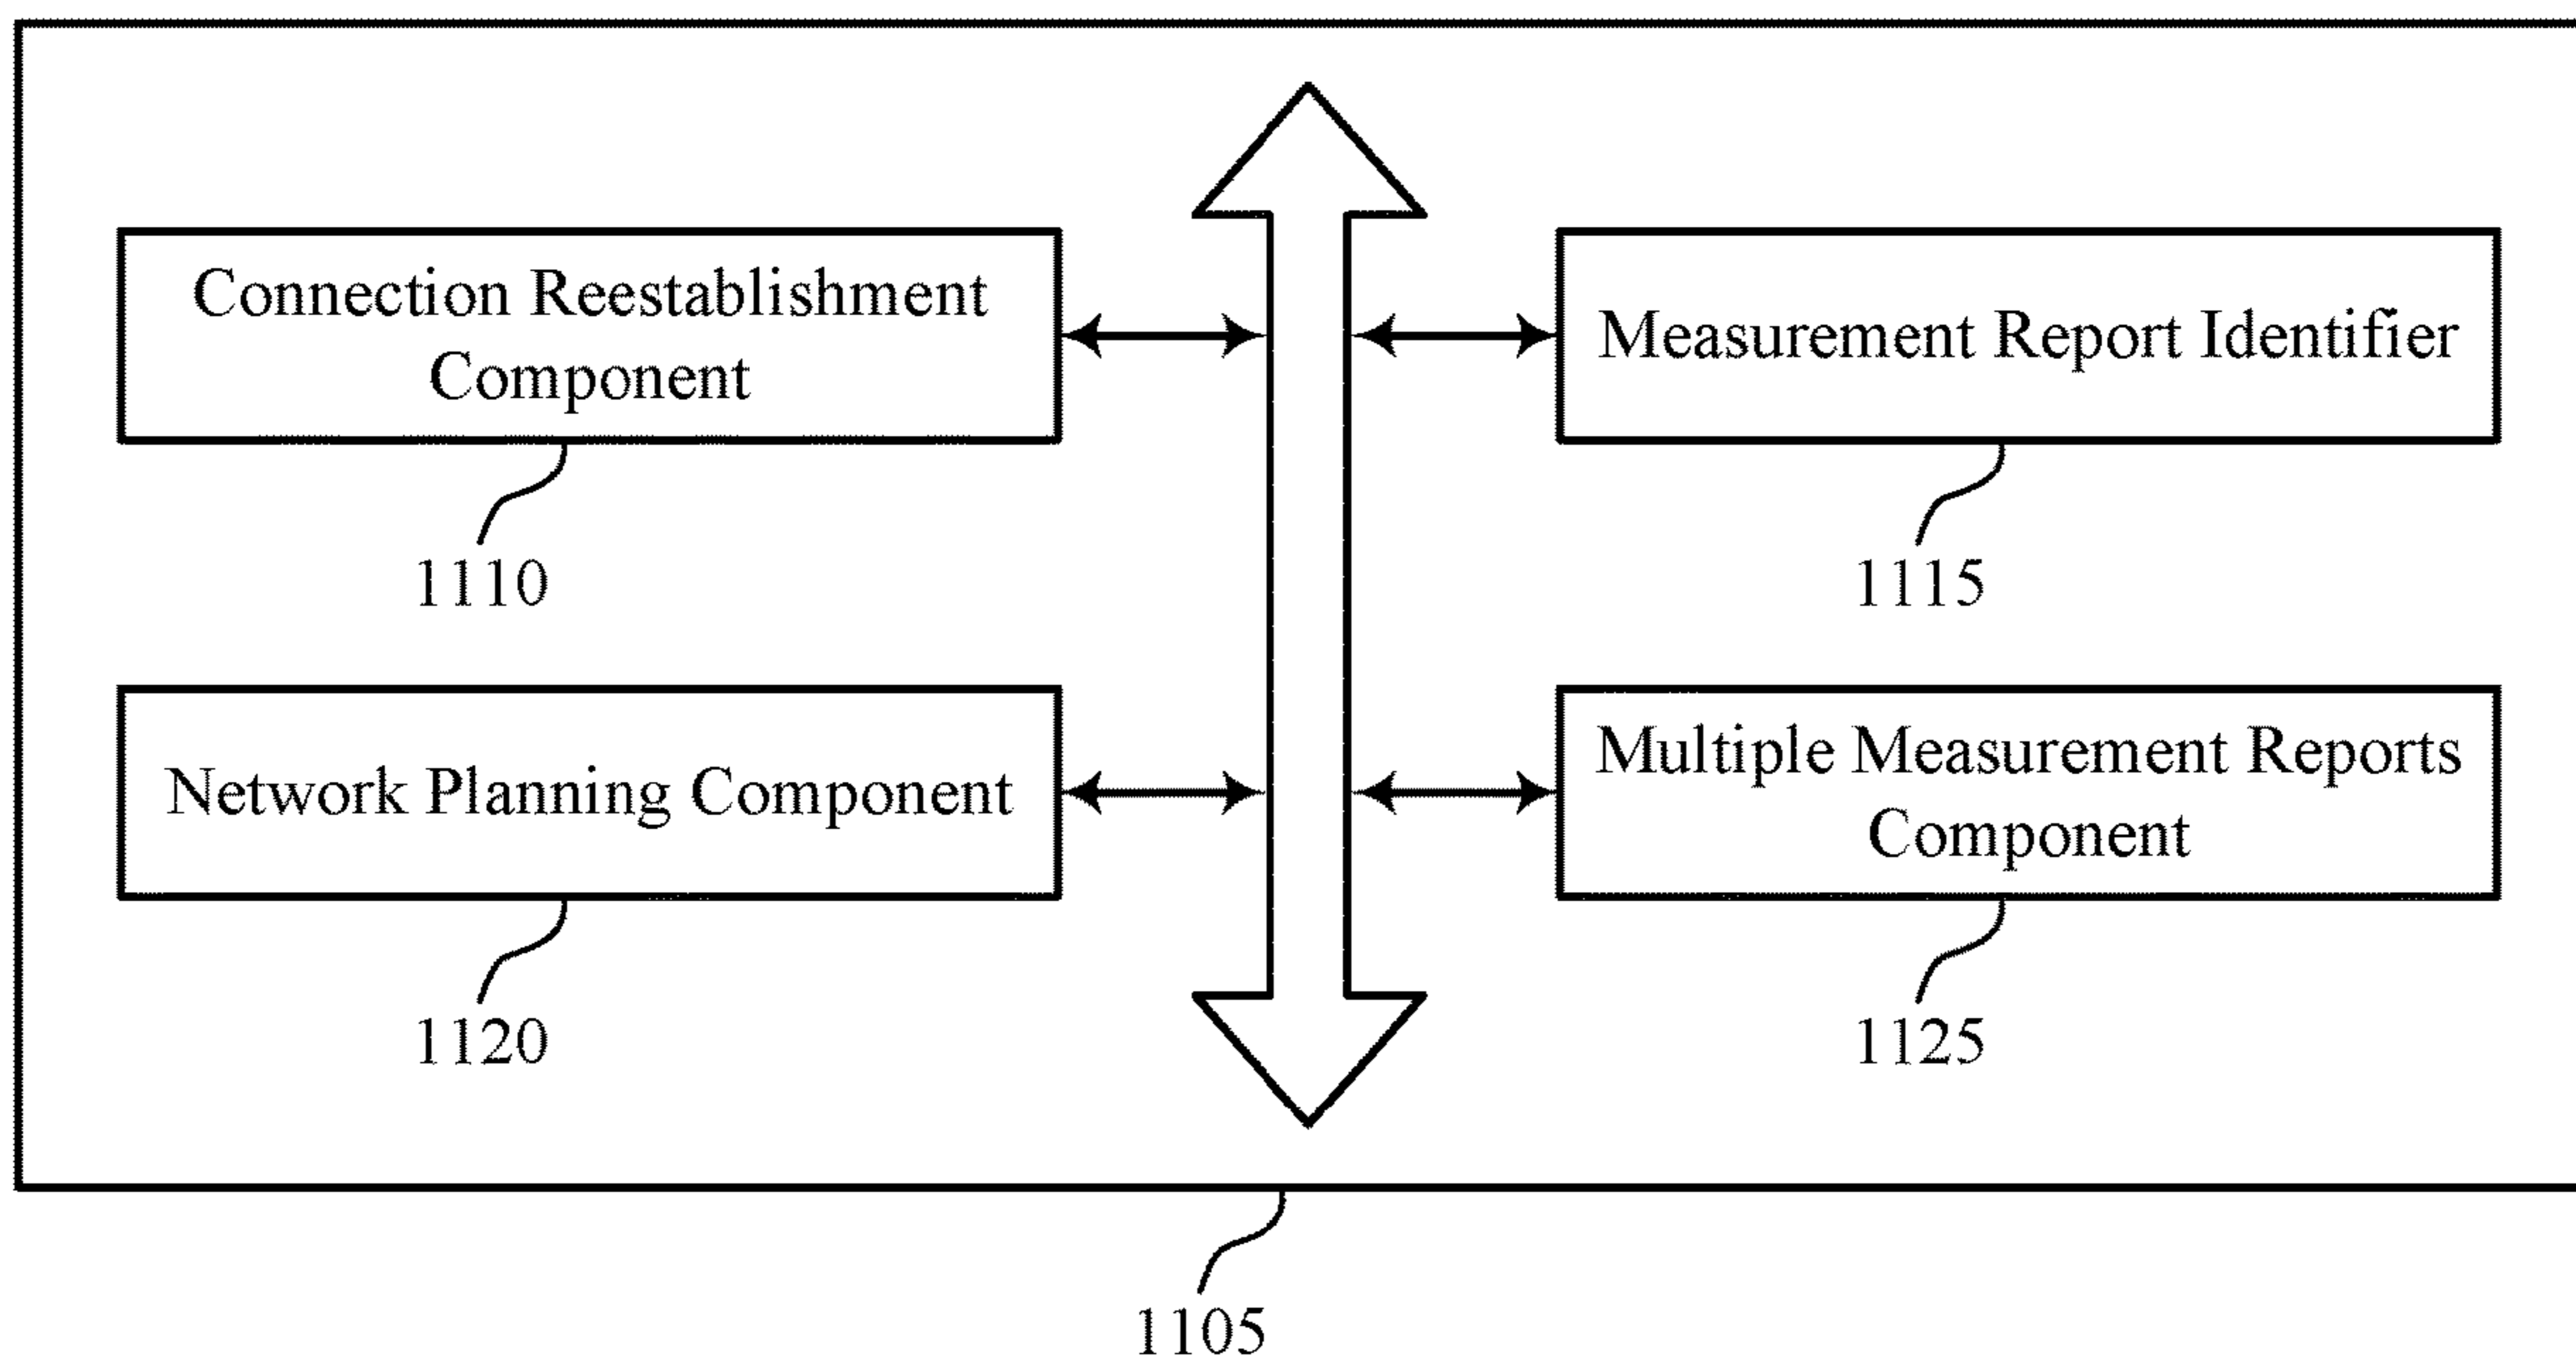 Connection Reestablishment
Component
1110
Measurement Report Identifier
1115
Network Planning Component
1120
Multiple Measurement Reports
Component
1125
1105